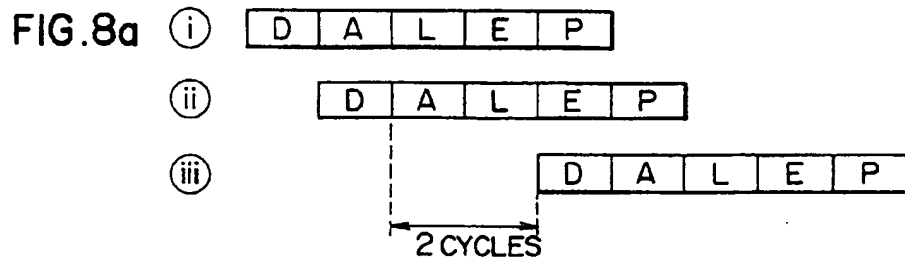 FIG.8a i D A L E P
ii D A L E P
iii D A L E P
2 CYCLES